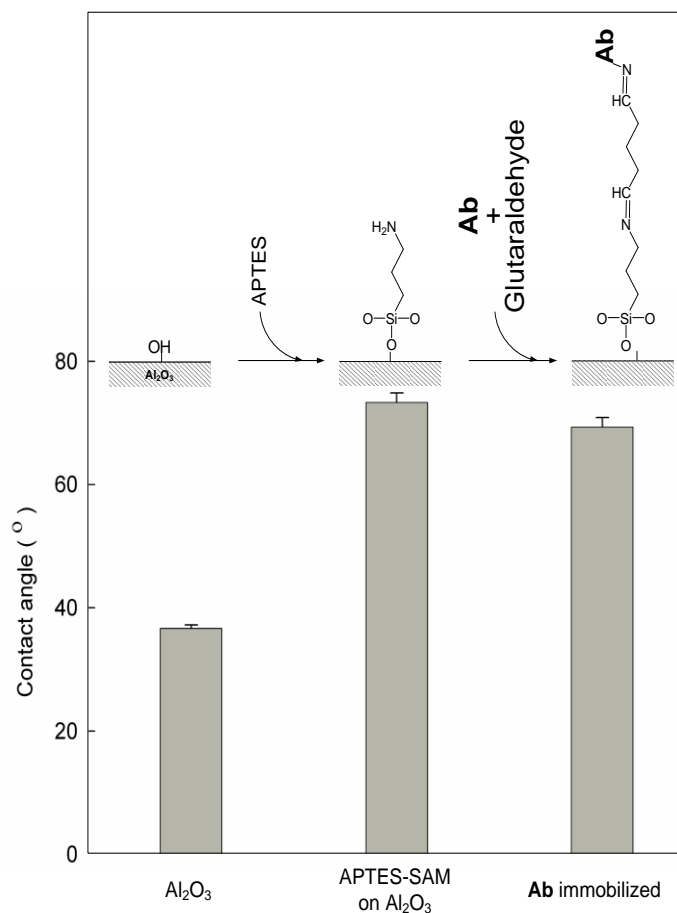 Ab
N
HC
CH
N
Ab
+
Glutaraldehyde
H₂N
APTES
O Si O
O
O Si O
O
OH
Al₂O₃
80
60
40
20
0
Contact angle ( ° )
Al₂O₃
APTES-SAM
on Al₂O₃
Ab immobilized